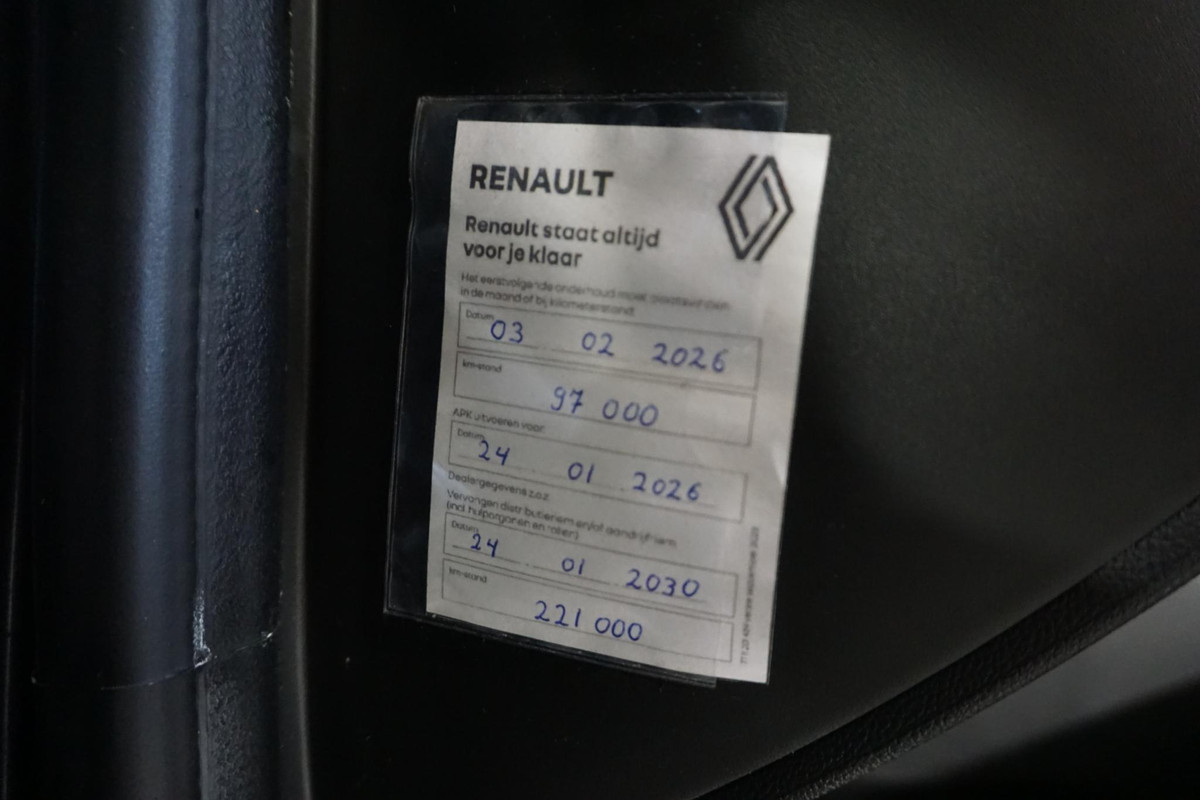 RENAULT
Renault staat altijd
voor je klaar
Het eerstvolgende onderhoud moet plaatsvinden
in de maand of bij kilometerstand
Datum 03 02 2026
km-stand 97 000
APK uitvoeren voor
Datum 24 01 2026
Dealergegevens z.o.z.
Vervangen distributieriem en/of aandrijfriem
(incl. hulporganen en rollen)
Datum 24 01 2030
km-stand 221 000